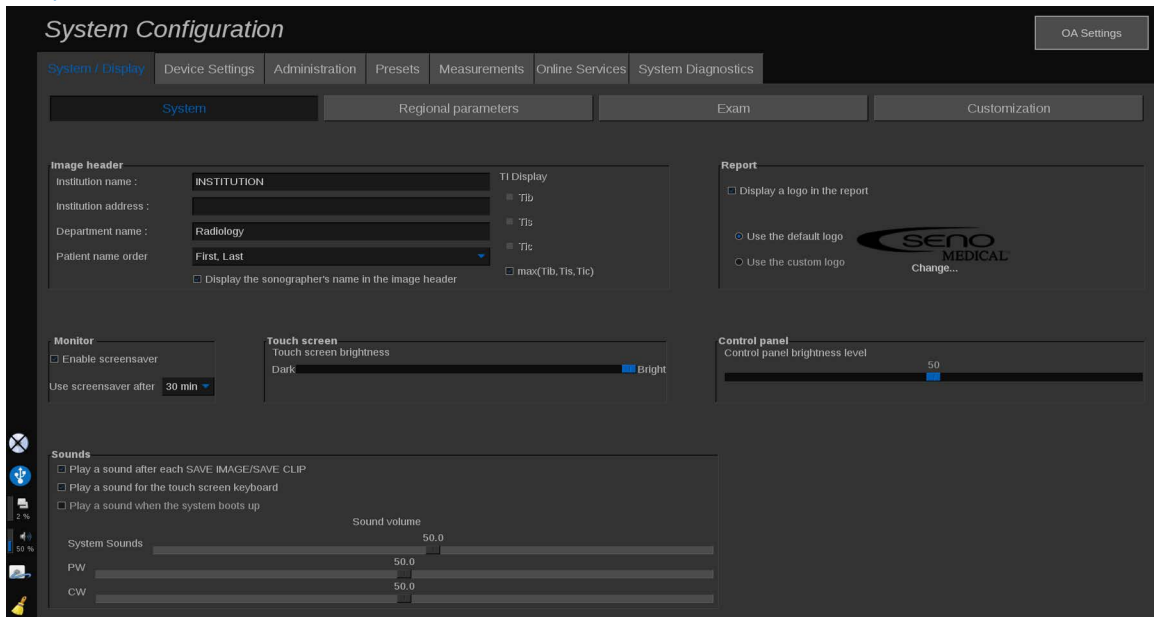 System Configuration
OA Settings
System / Display Device Settings Administration Presets Measurements Online Services System Diagnostics
System Regional parameters Exam Customization
Image header
Institution name : INSTITUTION
Institution address :
Department name : Radiology
Patient name order First, Last
Display the sonographer's name in the image header
TI Display
Tib
Tis
Tic
max(Tib,Tis,Tic)
Report
Display a logo in the report
Use the default logo
Use the custom logo
SENO
MEDICAL
Change...
Monitor
Enable screensaver
Use screensaver after 30 min
Touch screen
Touch screen brightness
Dark Bright
Control panel
Control panel brightness level
50
Sounds
Play a sound after each SAVE IMAGE/SAVE CLIP
Play a sound for the touch screen keyboard
Play a sound when the system boots up
Sound volume
System Sounds 50.0
PW 50.0
CW 50.0
2 %
50 %